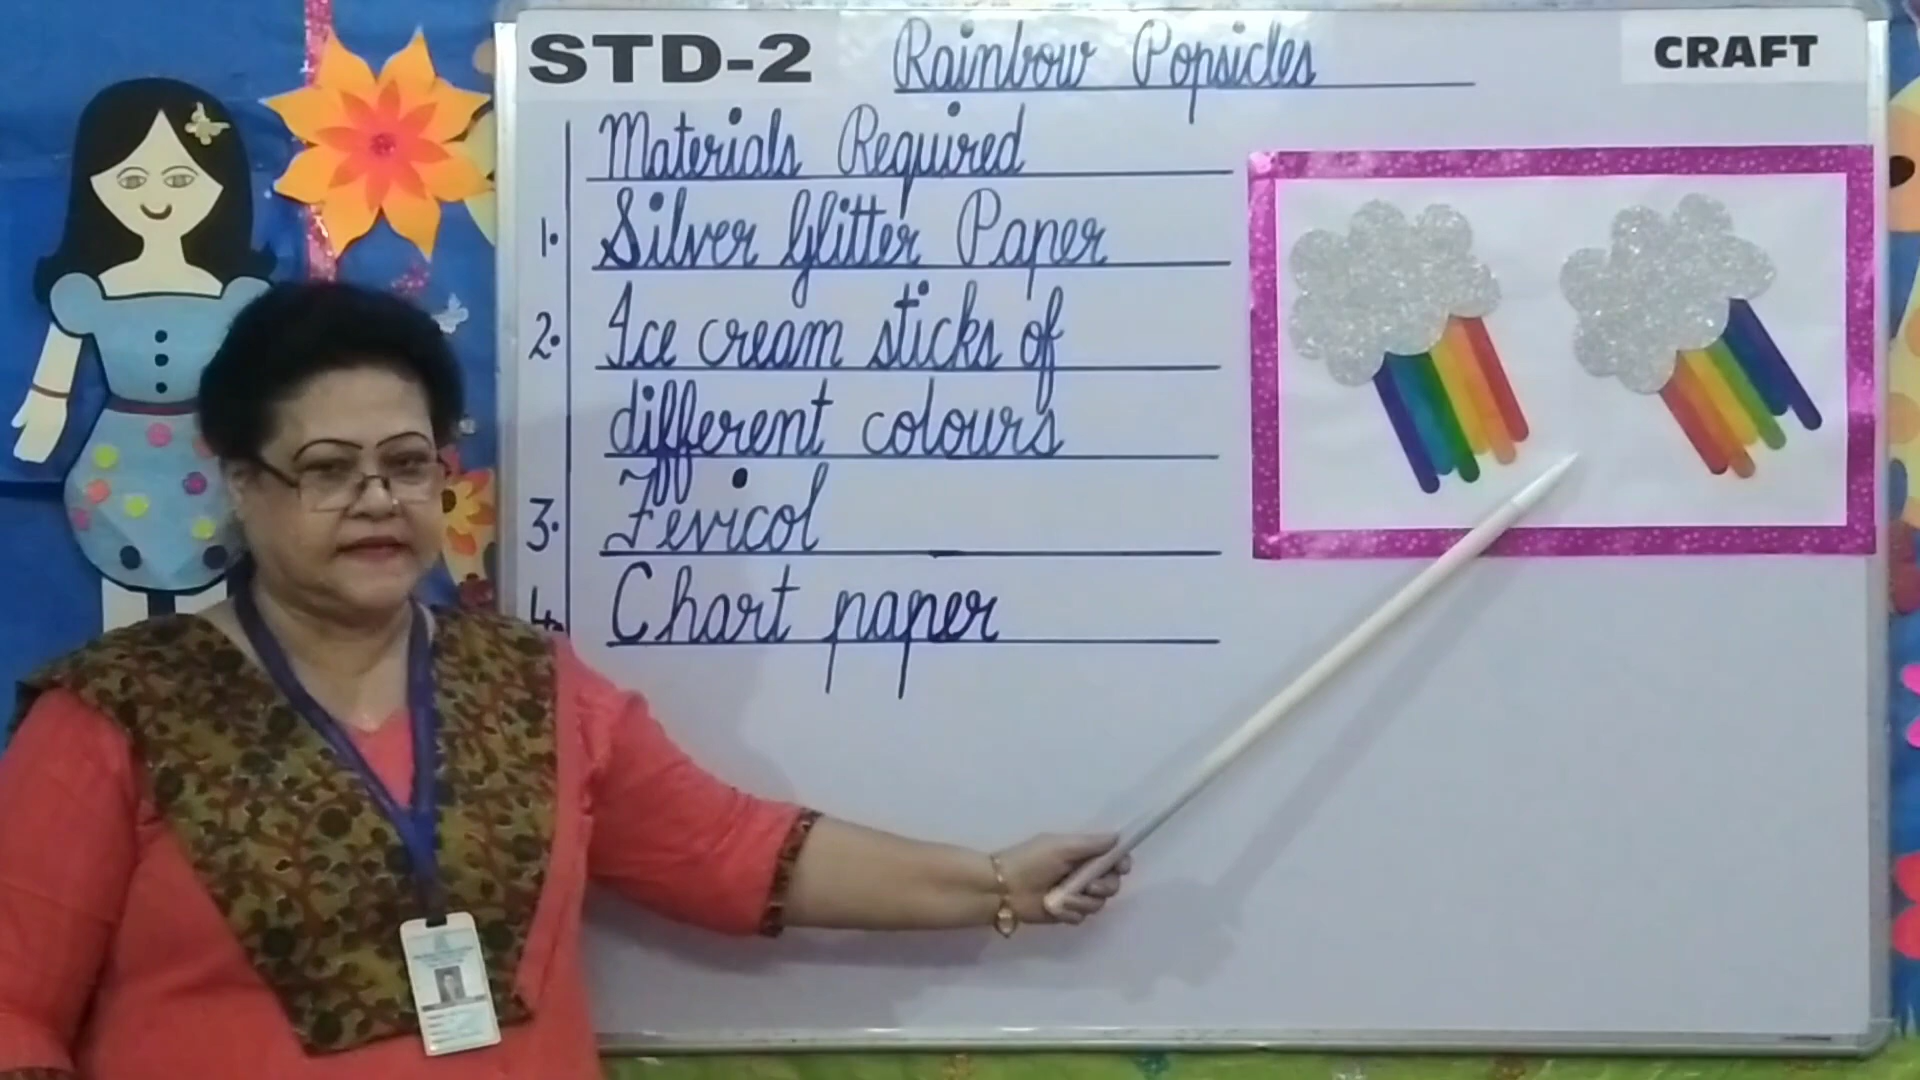 STD-2 Rainbow Popsicles CRAFT
Materials Required
1. Silver Glitter Paper
2. Ice cream sticks of
different colours
3. Fevicol
4. Chart paper